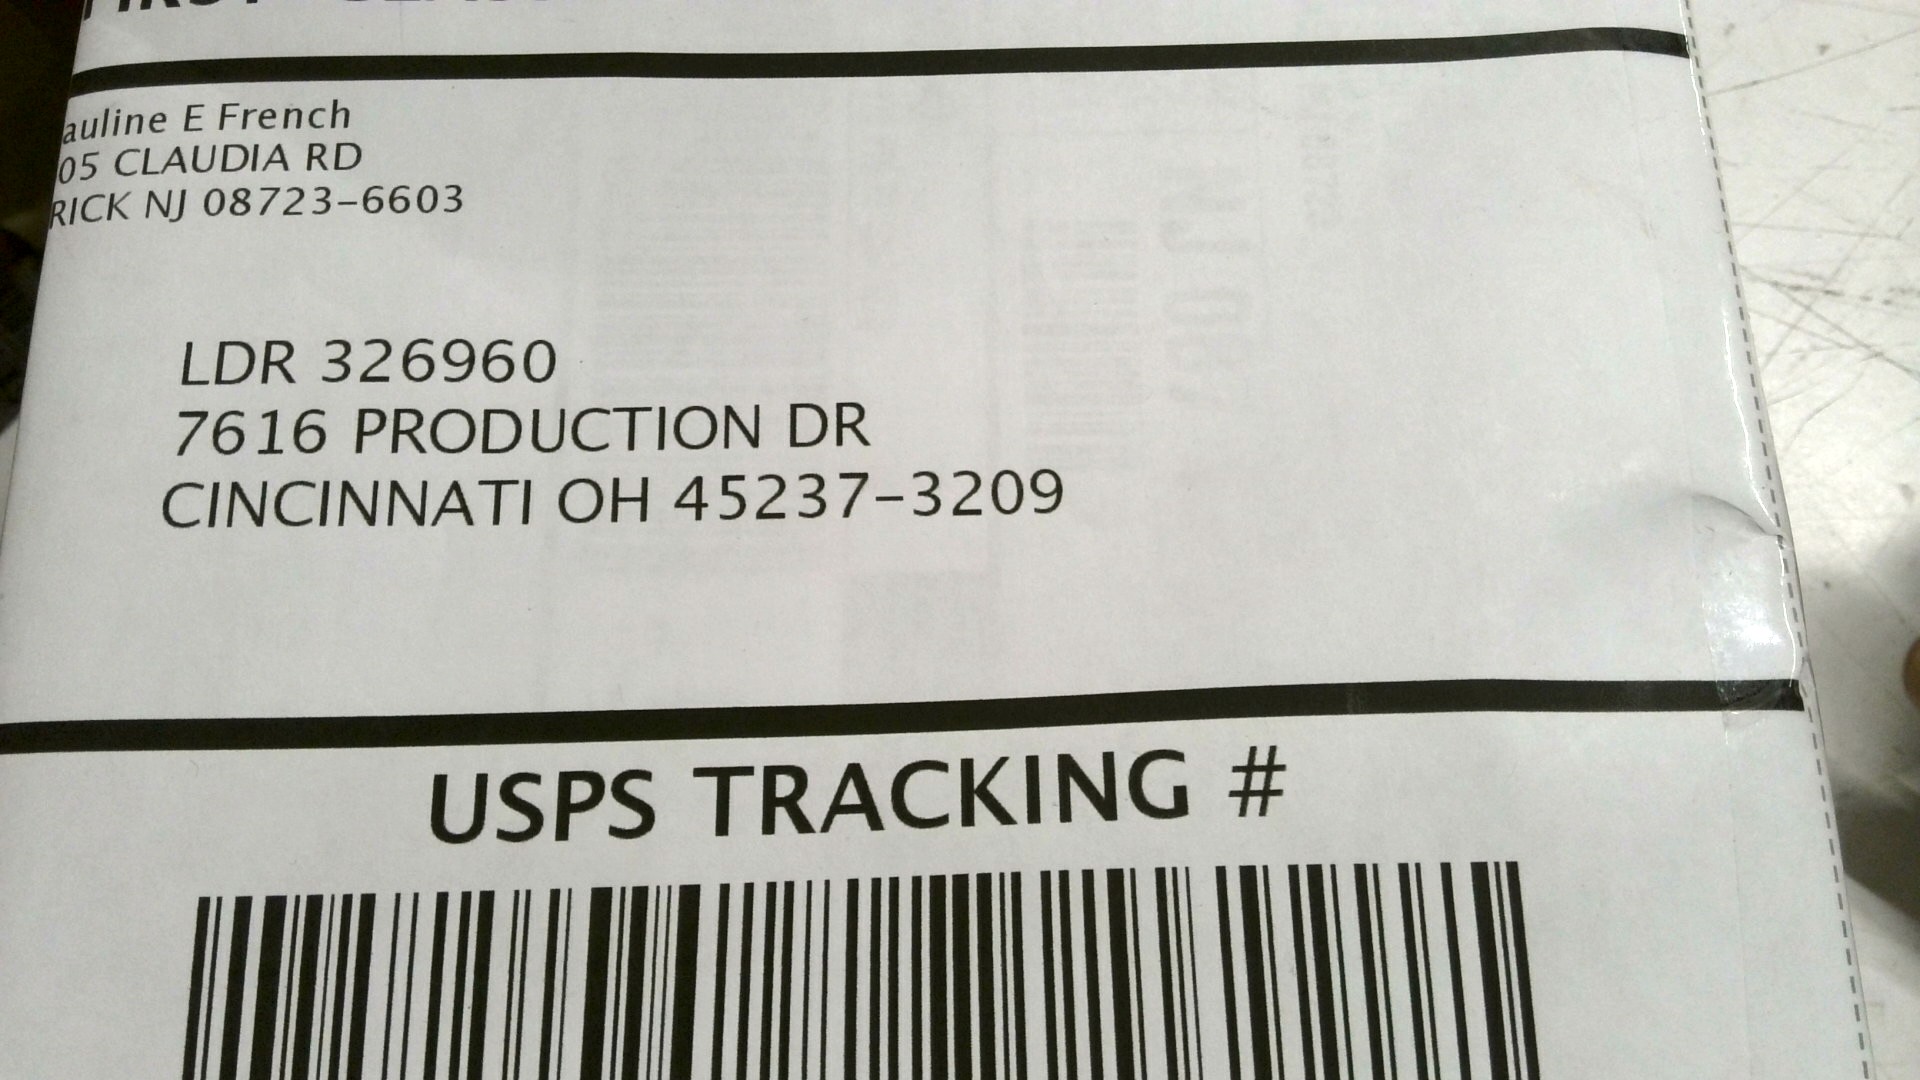 auline E French
05 CLAUDIA RD
RICK NJ 08723-6603
LDR 326960
7616 PRODUCTION DR
CINCINNATI OH 45237-3209
USPS TRACKING #